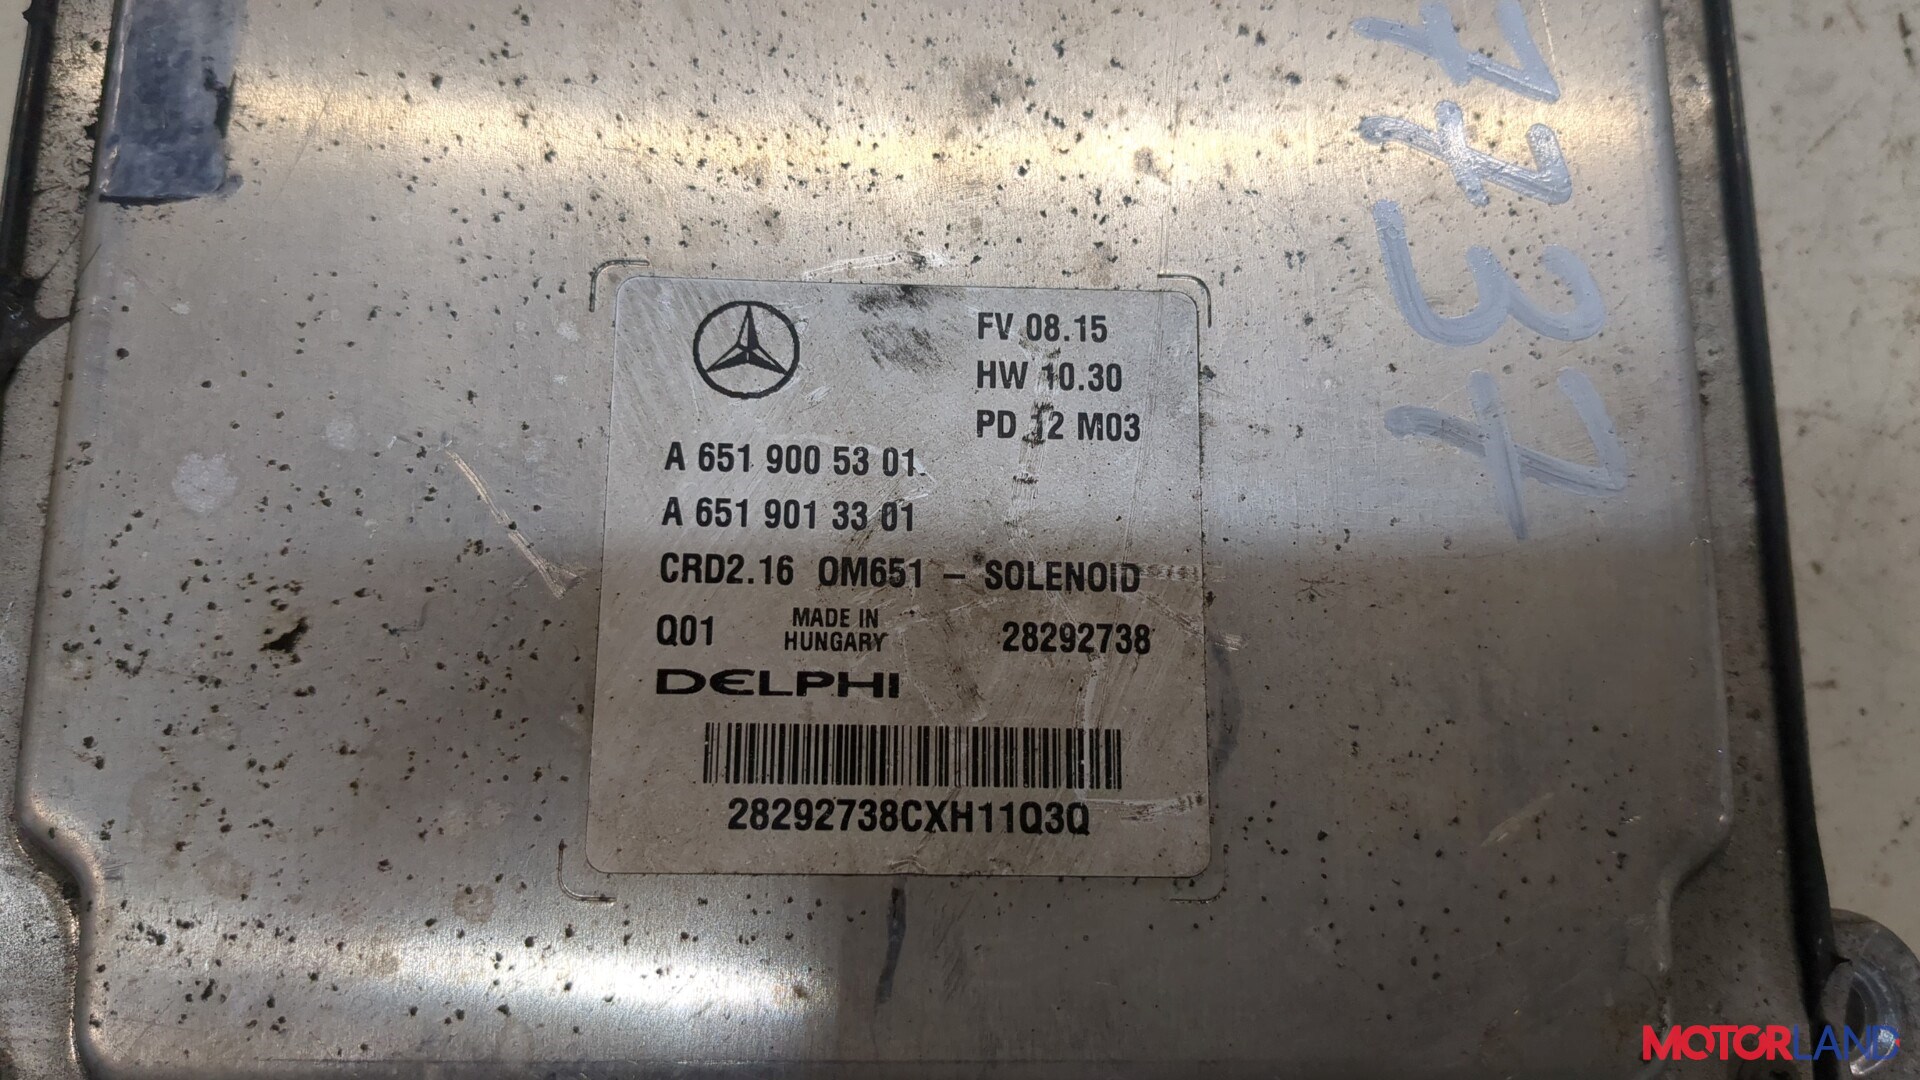 FV 08.15
HW 10.30
PD 12 M03
A 651 900 53 01
A 651 901 33 01
CRD2.16 OM651 – SOLENOID
Q01 MADE IN HUNGARY 28292738
DELPHI
28292738CXH11Q3Q
7737
MOTORLAND